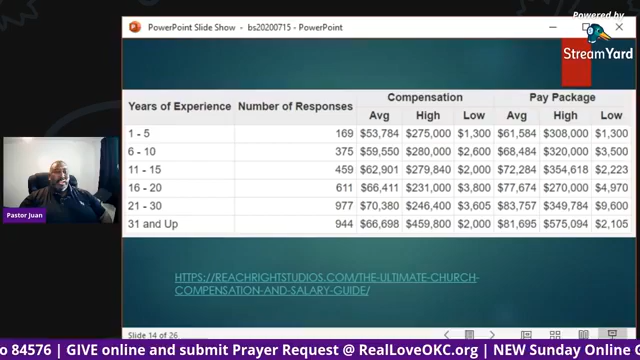 Powered by
StreamYard
PowerPoint Slide Show - bs20200715 - PowerPoint
Compensation Pay Package
Years of Experience Number of Responses Avg High Low Avg High Low
1 - 5 169 $53,784 $275,000 $1,300 $61,584 $308,000 $1,300
6 - 10 375 $59,550 $280,000 $2,600 $68,484 $320,000 $3,500
11 - 15 459 $62,901 $279,840 $2,000 $72,284 $354,618 $2,223
16 - 20 611 $66,411 $231,000 $3,800 $77,674 $270,000 $4,970
21 - 30 977 $70,380 $246,400 $3,605 $83,757 $349,784 $9,600
31 and Up 944 $66,698 $459,800 $2,000 $81,695 $575,094 $2,105
Pastor Juan
HTTPS://REACHRIGHTSTUDIOS.COM/THE-ULTIMATE-CHURCH-
COMPENSATION-AND-SALARY-GUIDE/
Slide 14 of 26
o 84576 | GIVE online and submit Prayer Request @ RealLoveOKC.org | NEW Sunday Online